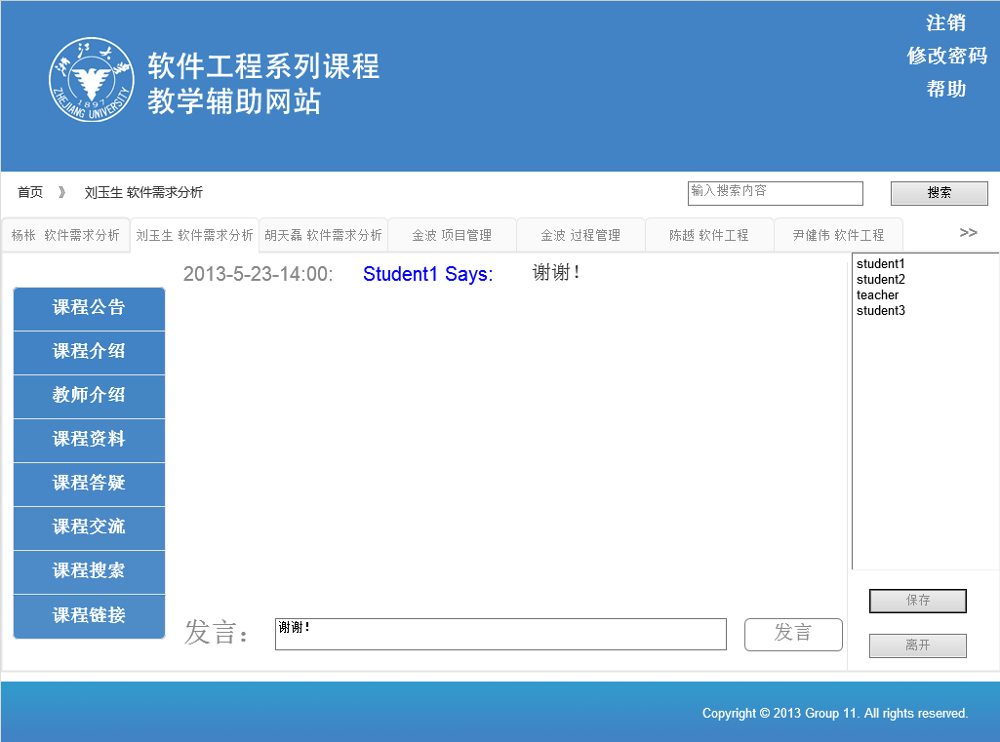 注销
修改密码
帮助
浙江大学
1897
ZHEJIANG UNIVERSITY
软件工程系列课程
教学辅助网站
首页 》 刘玉生 软件需求分析
输入搜索内容
搜索
杨枨 软件需求分析
刘玉生 软件需求分析
胡天磊 软件需求分析
金波 项目管理
金波 过程管理
陈越 软件工程
尹健伟 软件工程
>>
课程公告
课程介绍
教师介绍
课程资料
课程答疑
课程交流
课程搜索
课程链接
2013-5-23-14:00: Student1 Says: 谢谢！
student1
student2
teacher
student3
发言： 谢谢！ 发言
保存
离开
Copyright © 2013 Group 11. All rights reserved.